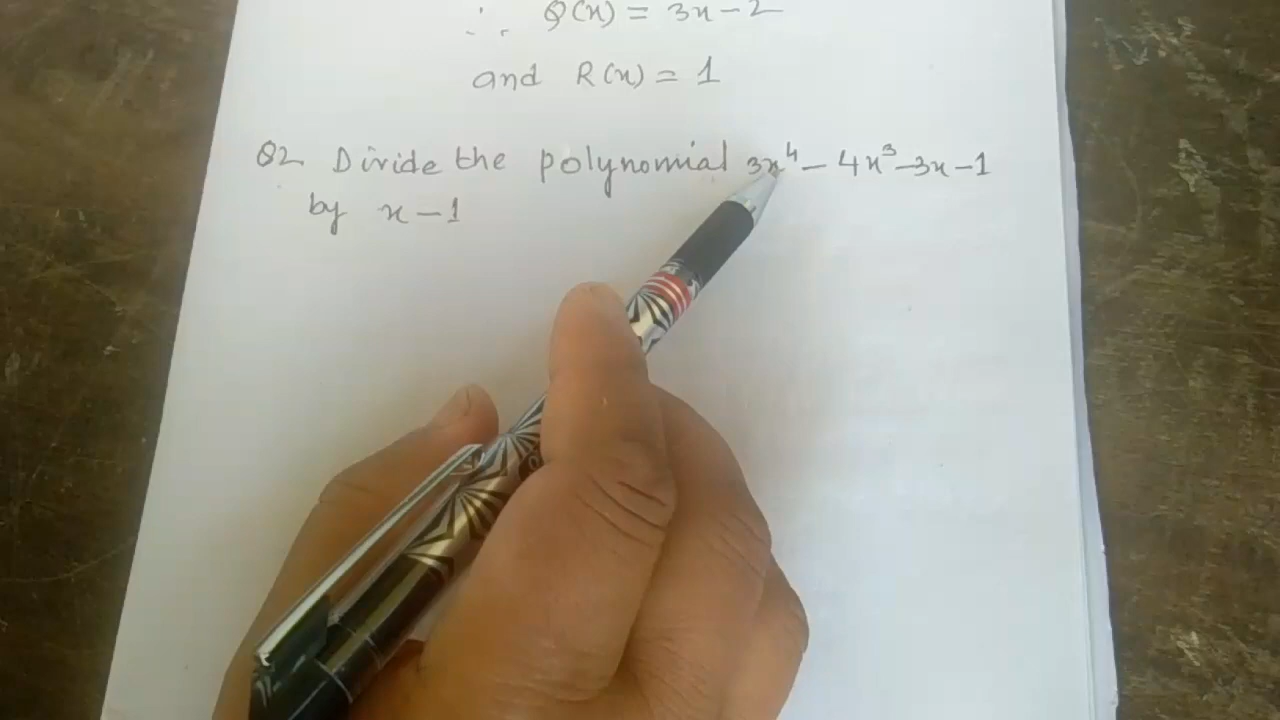 ∴ Q(x) = 3x - 2
and R(x) = 1
Q2 Divide the polynomial 3x⁴ - 4x³ - 3x - 1
by x - 1